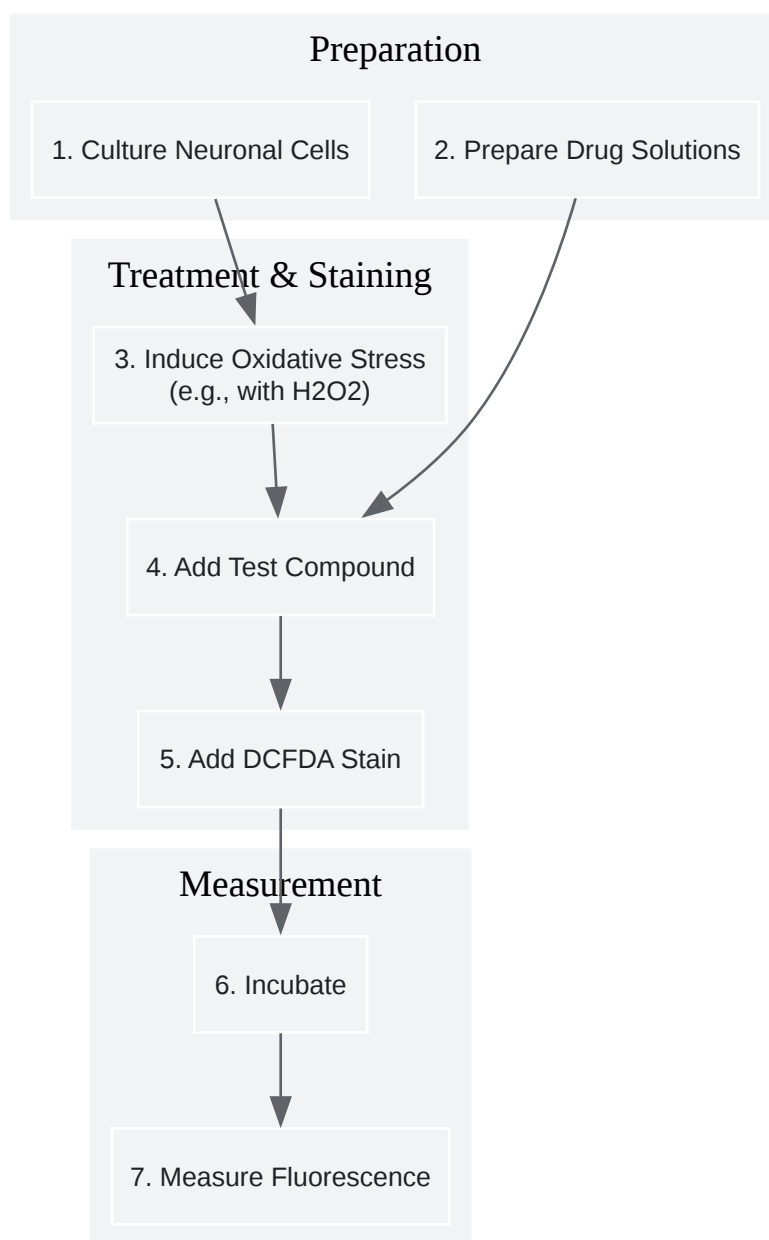 Preparation
1. Culture Neuronal Cells
2. Prepare Drug Solutions
Treatment & Staining
3. Induce Oxidative Stress
(e.g., with H2O2)
4. Add Test Compound
5. Add DCFDA Stain
Measurement
6. Incubate
7. Measure Fluorescence